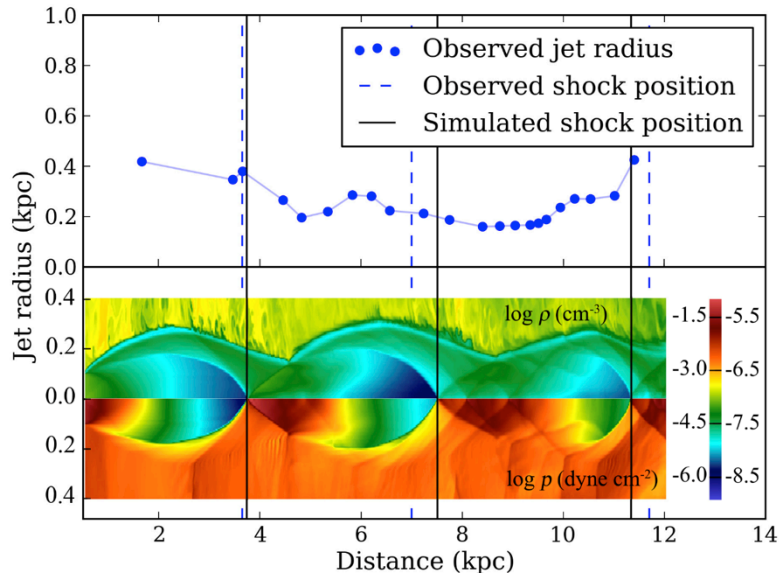 1.0
0.8
0.6
0.4
0.2
0.0
Observed jet radius
Observed shock position
Simulated shock position
Jet radius (kpc)
0.4
0.2
0.0
0.2
0.4
log ρ (cm⁻³)
log p (dyne cm⁻²)
-1.5
-3.0
-4.5
-6.0
-5.5
-6.5
-7.5
-8.5
2 4 6 8 10 12 14
Distance (kpc)